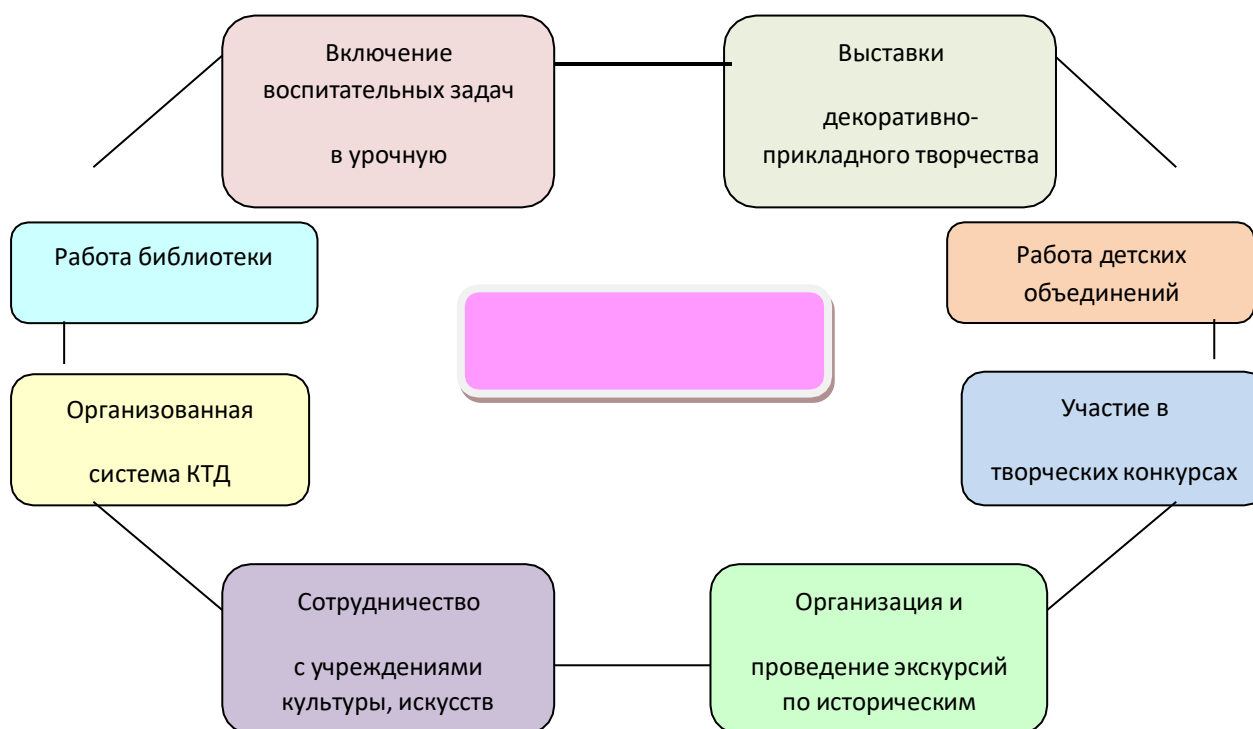 Включение
воспитательных задач
в урочную
Выставки
декоративно-
прикладного творчества
Работа библиотеки
Работа детских
объединений
Организованная
система КТД
Участие в
творческих конкурсах
Сотрудничество
с учреждениями
культуры, искусств
Организация и
проведение экскурсий
по историческим